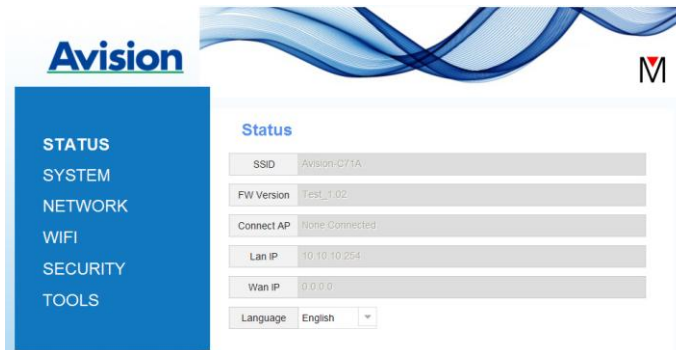 Avision
M
STATUS
SYSTEM
NETWORK
WIFI
SECURITY
TOOLS
Status
SSID Avision-C71A
FW Version Test_1.02
Connect AP None Connected
Lan IP 10.10.10.254
Wan IP 0.0.0.0
Language English